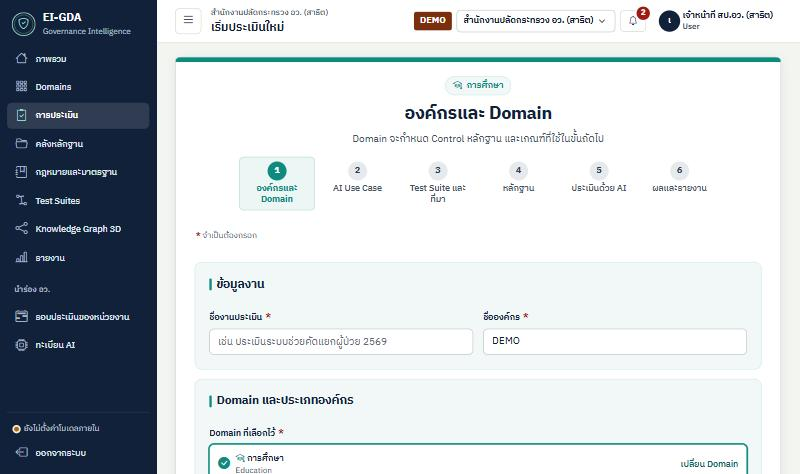 EI-GDA
Governance Intelligence
ภาพรวม
Domains
การประเมิน
คลังหลักฐาน
กฎหมายและมาตรฐาน
Test Suites
Knowledge Graph 3D
รายงาน
นำร่อง อว.
รอบประเมินของหน่วยงาน
ทะเบียน AI
ยังไม่ตั้งค่าโมเดลภายใน
ออกจากระบบ
สำนักงานปลัดกระทรวง อว. (สาธิต)
เริ่มประเมินใหม่
DEMO
สำนักงานปลัดกระทรวง อว. (สาธิต)
2
เ
เจ้าหน้าที่ สป.อว. (สาธิต)
User
การศึกษา
องค์กรและ Domain
Domain จะกำหนด Control หลักฐาน และเกณฑ์ที่ใช้ในขั้นถัดไป
1
องค์กรและ
Domain
2
AI Use Case
3
Test Suite และ
ที่มา
4
หลักฐาน
5
ประเมินด้วย AI
6
ผลและรายงาน
* จำเป็นต้องกรอก
ข้อมูลงาน
ชื่องานประเมิน *
เช่น ประเมินระบบช่วยคัดแยกผู้ป่วย 2569
ชื่อองค์กร *
DEMO
Domain และประเภทองค์กร
Domain ที่เลือกไว้ *
การศึกษา
Education
เปลี่ยน Domain